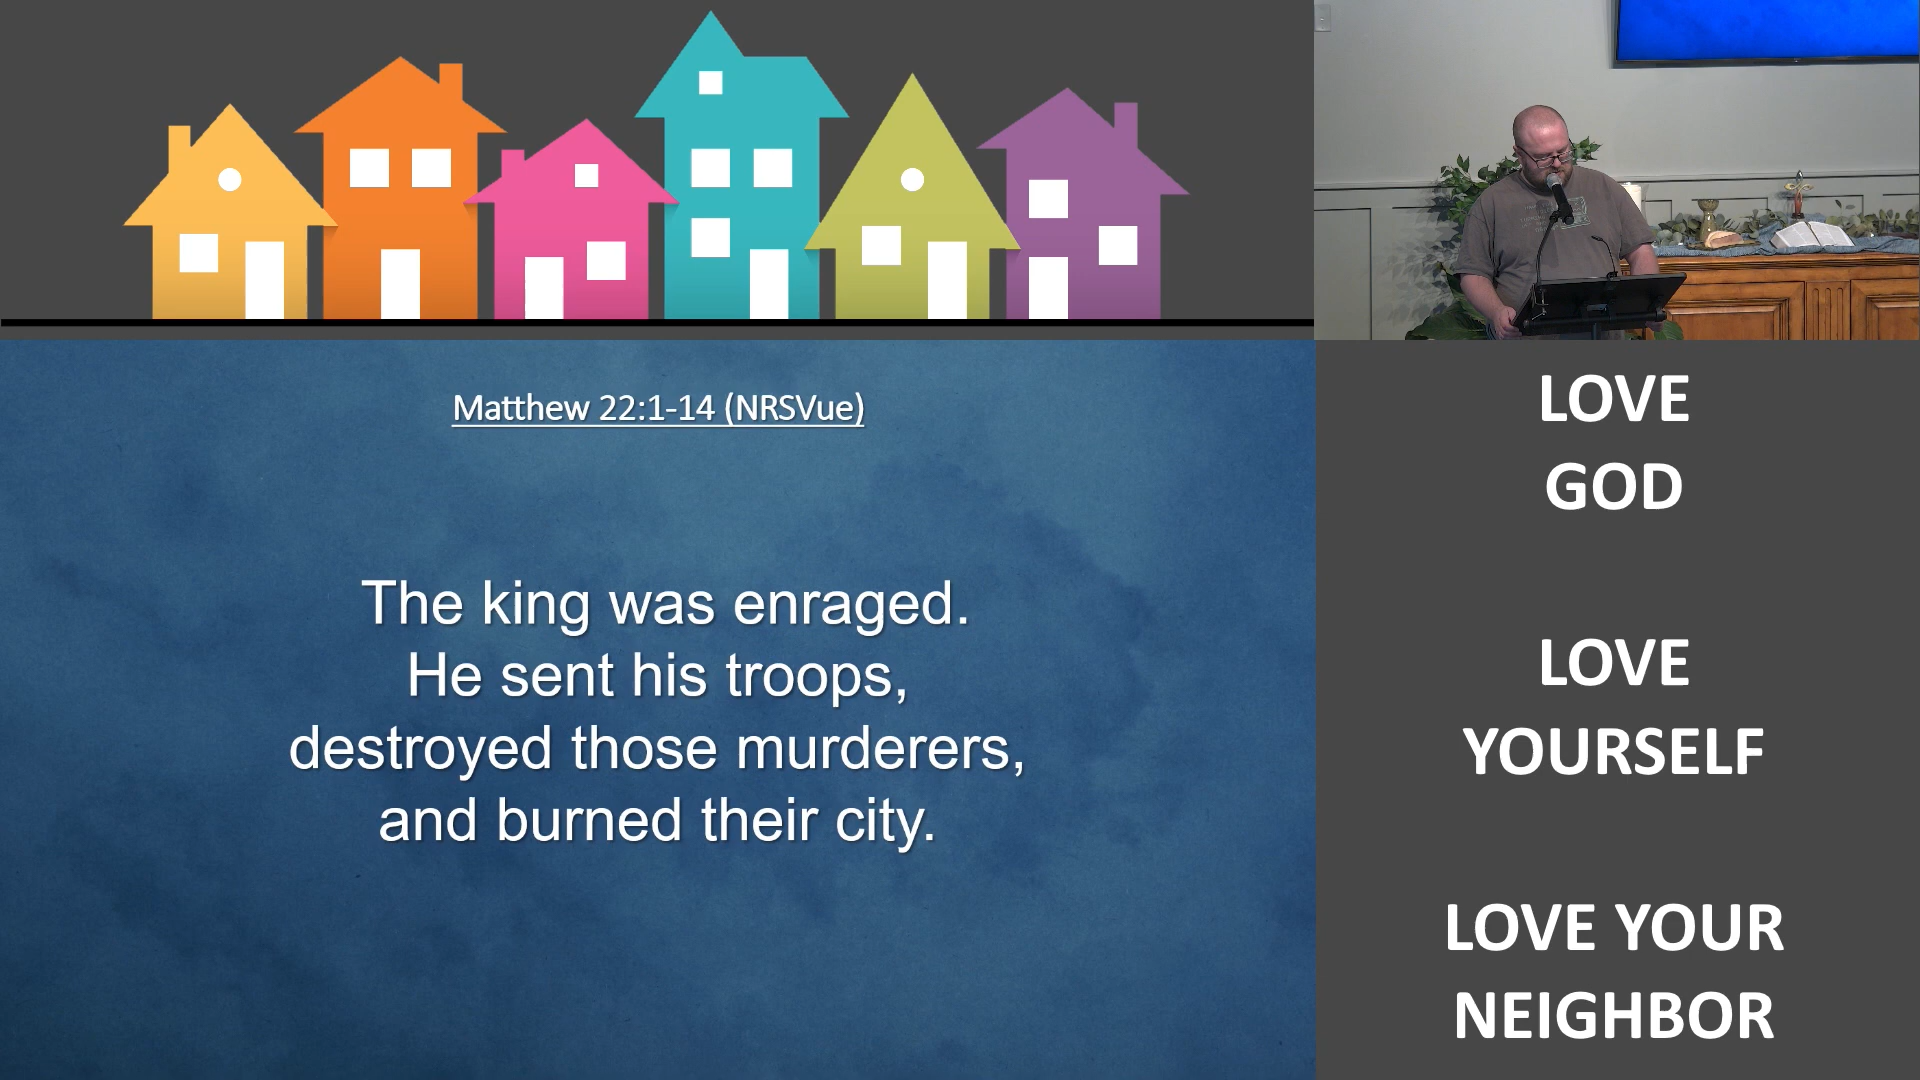 Matthew 22:1-14 (NRSVue)
The king was enraged.
He sent his troops,
destroyed those murderers,
and burned their city.
LOVE
GOD
LOVE
YOURSELF
LOVE YOUR
NEIGHBOR